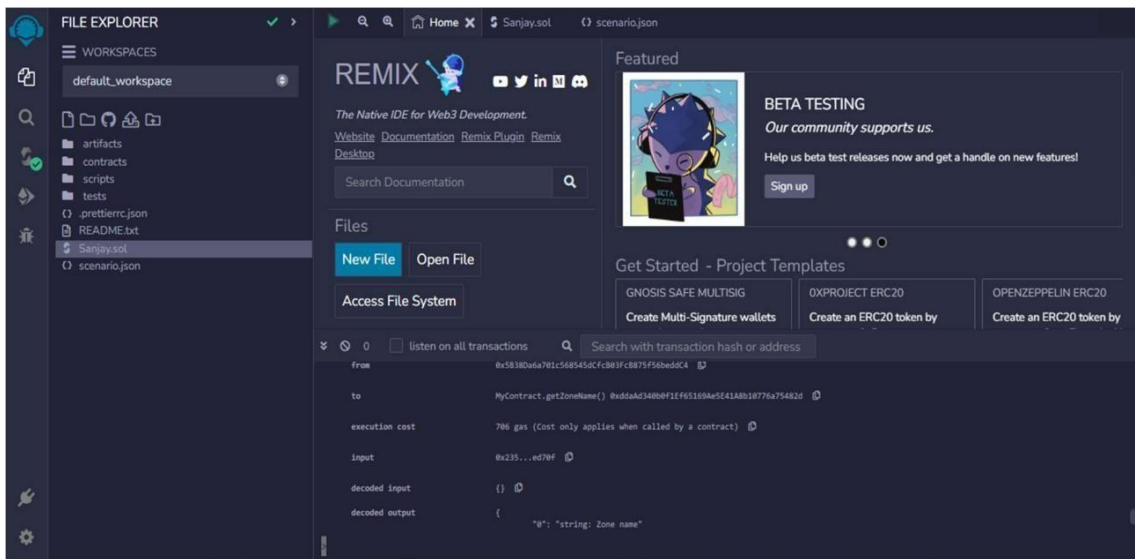 FILE EXPLORER
WORKSPACES
default_workspace
artifacts
contracts
scripts
tests
.prettierrc.json
README.txt
Sanjay.sol
scenario.json
Home
Sanjay.sol
scenario.json
REMIX
The Native IDE for Web3 Development.
Website Documentation Remix Plugin Remix
Desktop
Search Documentation
Files
New File Open File
Access File System
Featured
BETA TESTER
BETA TESTING
Our community supports us.
Help us beta test releases now and get a handle on new features!
Sign up
Get Started - Project Templates
GNOSIS SAFE MULTISIG
Create Multi-Signature wallets
0XPROJECT ERC20
Create an ERC20 token by
OPENZEPPELIN ERC20
Create an ERC20 token by
0 listen on all transactions Search with transaction hash or address
from 0x5B38Da6a701c568545dCfcB03FcB875f56beddC4
to MyContract.getZoneName() 0xddaAd340b0f1Ef65169Ae5E41A8b10776a75482d
execution cost 706 gas (Cost only applies when called by a contract)
input 0x235...ed70f
decoded input {}
decoded output {
"0": "string: Zone name"